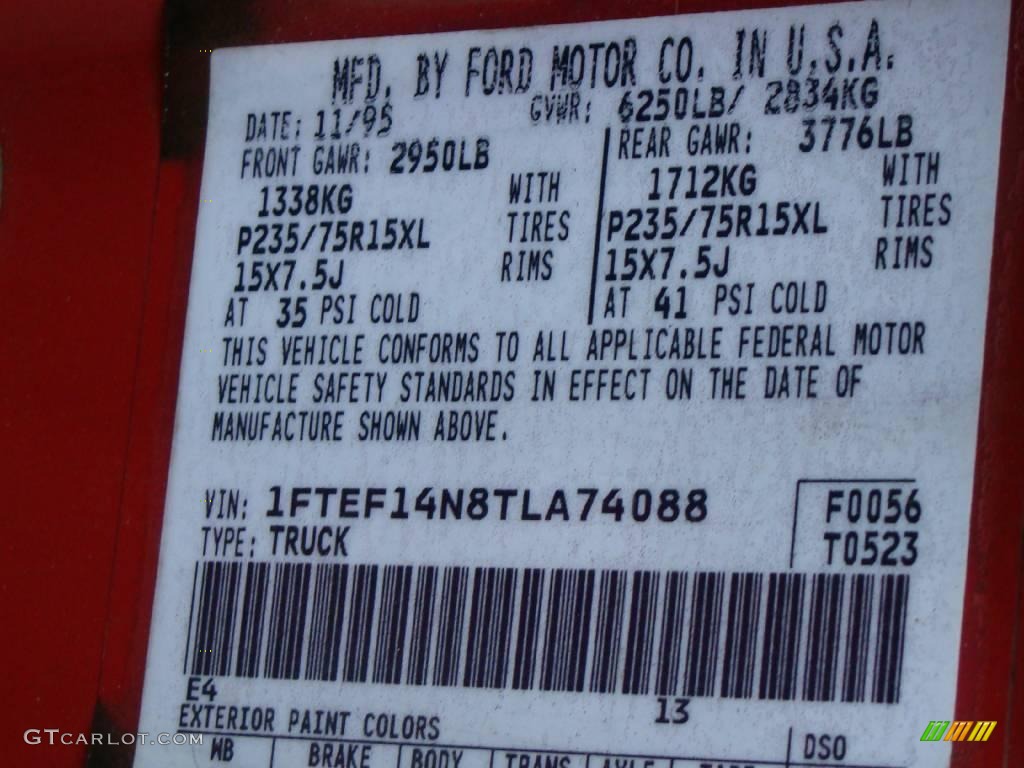 MFD. BY FORD MOTOR CO. IN U.S.A.
DATE: 11/95 GVWR: 6250LB/ 2834KG
FRONT GAWR: 2950LB REAR GAWR: 3776LB
1338KG WITH 1712KG WITH
P235/75R15XL TIRES P235/75R15XL TIRES
15X7.5J RIMS 15X7.5J RIMS
AT 35 PSI COLD AT 41 PSI COLD
THIS VEHICLE CONFORMS TO ALL APPLICABLE FEDERAL MOTOR
VEHICLE SAFETY STANDARDS IN EFFECT ON THE DATE OF
MANUFACTURE SHOWN ABOVE.
VIN: 1FTEF14N8TLA74088 F0056
TYPE: TRUCK T0523
E4 13
EXTERIOR PAINT COLORS DSO
WB BRAKE BODY TRANS AXLE
GTCARLOT.COM